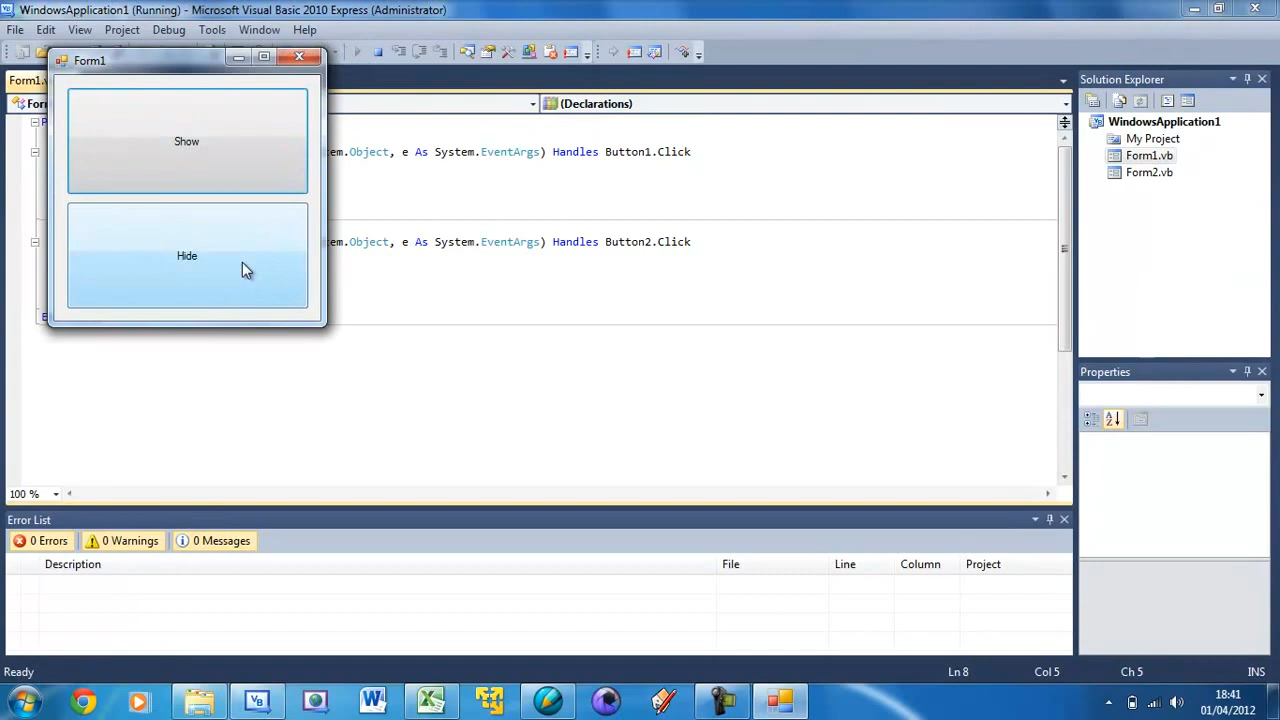 WindowsApplication1 (Running) - Microsoft Visual Basic 2010 Express (Administrator)
File Edit View Project Debug Tools Window Help
Form1
Form1.v
Form
(Declarations)
Show
Hide
em.Object, e As System.EventArgs) Handles Button1.Click
em.Object, e As System.EventArgs) Handles Button2.Click
100 %
Solution Explorer
WindowsApplication1
My Project
Form1.vb
Form2.vb
Properties
Error List
0 Errors 0 Warnings 0 Messages
Description File Line Column Project
Ready Ln 8 Col 5 Ch 5 INS
18:41
01/04/2012